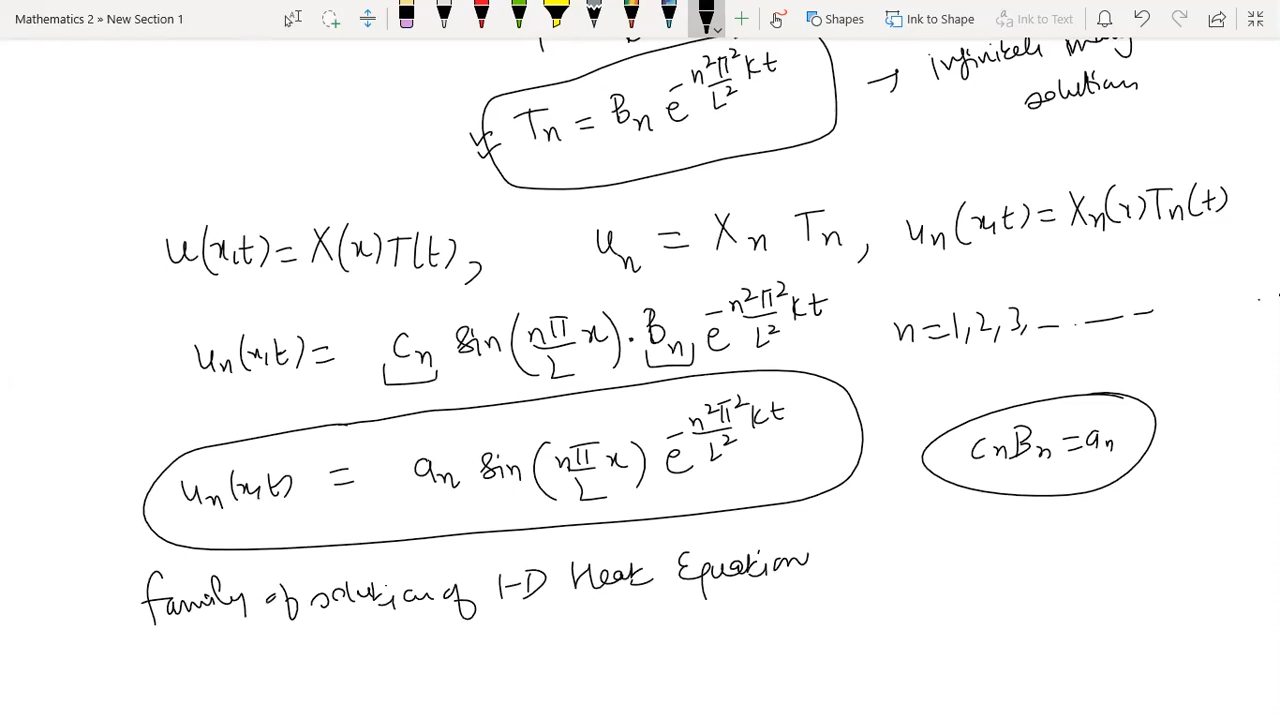 Mathematics 2 » New Section 1
Shapes Ink to Shape Ink to Text
infinitely many
solution
Tn = Bn e^{-n²π²/L² kt} →
u(x,t) = X(x)T(t), un = Xn Tn, un(x,t) = Xn(x)Tn(t)
un(x,t) = Cn sin(nπ/L x) · Bn e^{-n²π²/L² kt} n=1,2,3,-----
un(x,t) = an sin(nπ/L x) e^{-n²π²/L² kt} CnBn = an
family of solution of 1-D Heat Equation